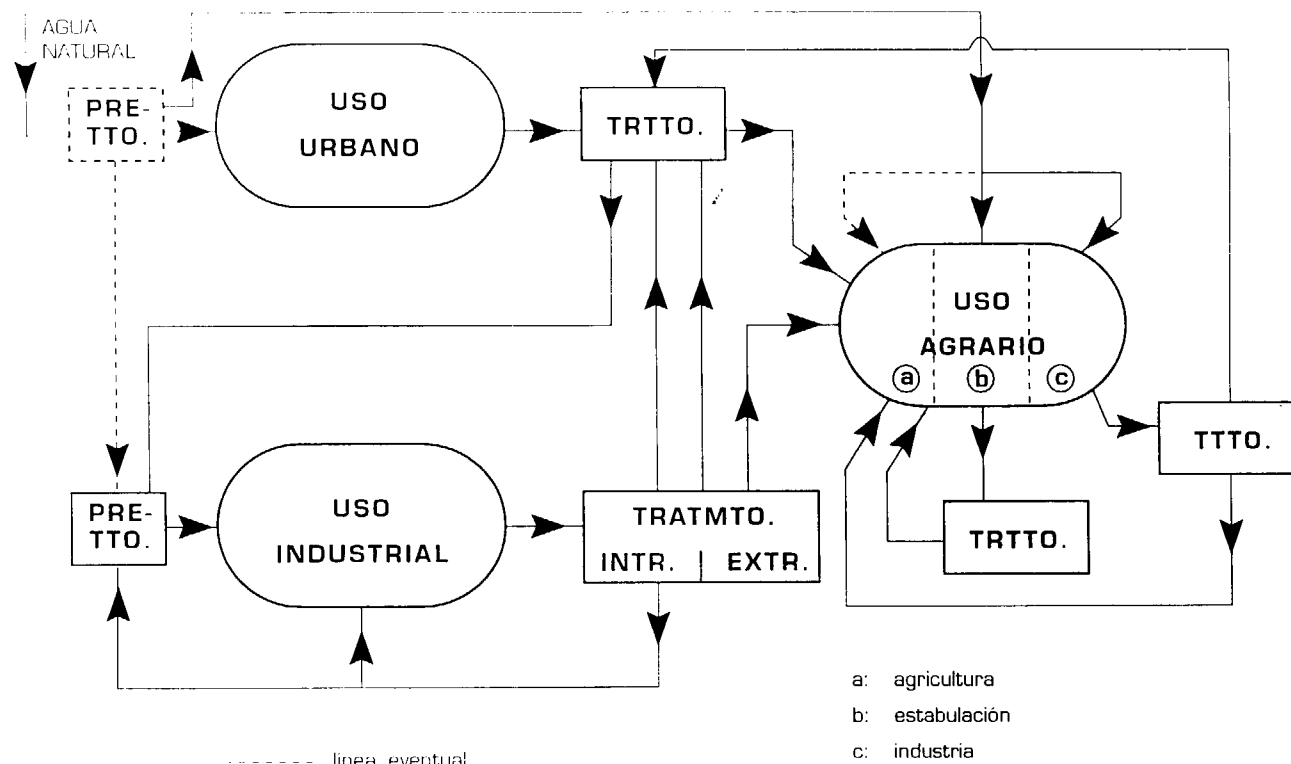 AGUA
NATURAL
PRE-
TTO.
USO
URBANO
TRTTO.
USO
AGRARIO
a b c
TTTO.
TRTTO.
PRE-
TTO.
USO
INDUSTRIAL
TRATMTO.
INTR. | EXTR.
a: agricultura
b: estabulación
c: industria
línea eventual